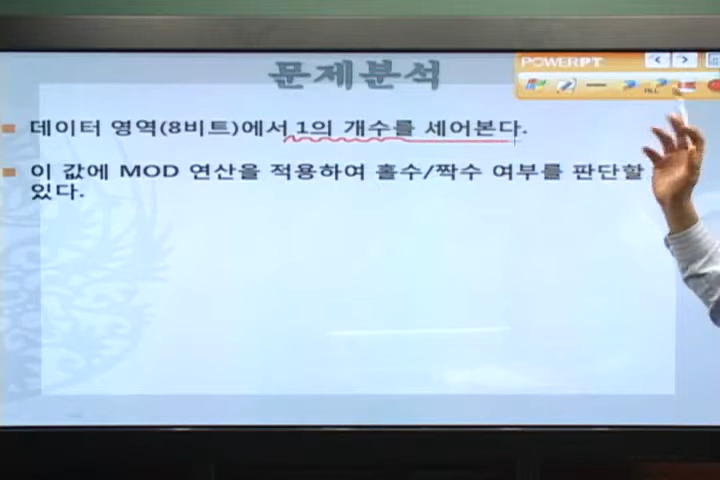 문제분석
POWERPT
데이터 영역(8비트)에서 1의 개수를 세어본다.
이 값에 MOD 연산을 적용하여 홀수/짝수 여부를 판단할
있다.